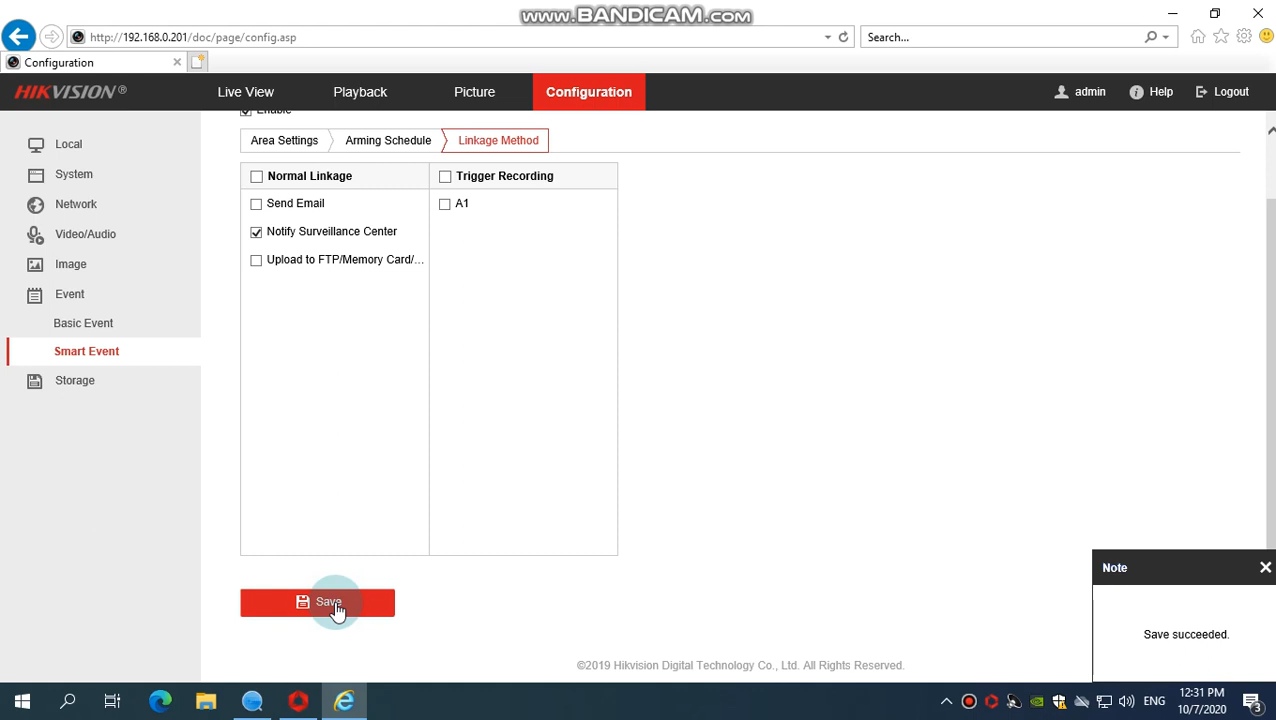 www.BANDICAM.com
http://192.168.0.201/doc/page/config.asp
Search...
Configuration
HIKVISION®
Live View
Playback
Picture
Configuration
admin
Help
Logout
Enable
Local
System
Network
Video/Audio
Image
Event
Basic Event
Smart Event
Storage
Area Settings
Arming Schedule
Linkage Method
Normal Linkage
Trigger Recording
Send Email
A1
Notify Surveillance Center
Upload to FTP/Memory Card/...
Save
Note
Save succeeded.
©2019 Hikvision Digital Technology Co., Ltd. All Rights Reserved.
ENG
12:31 PM
10/7/2020
3